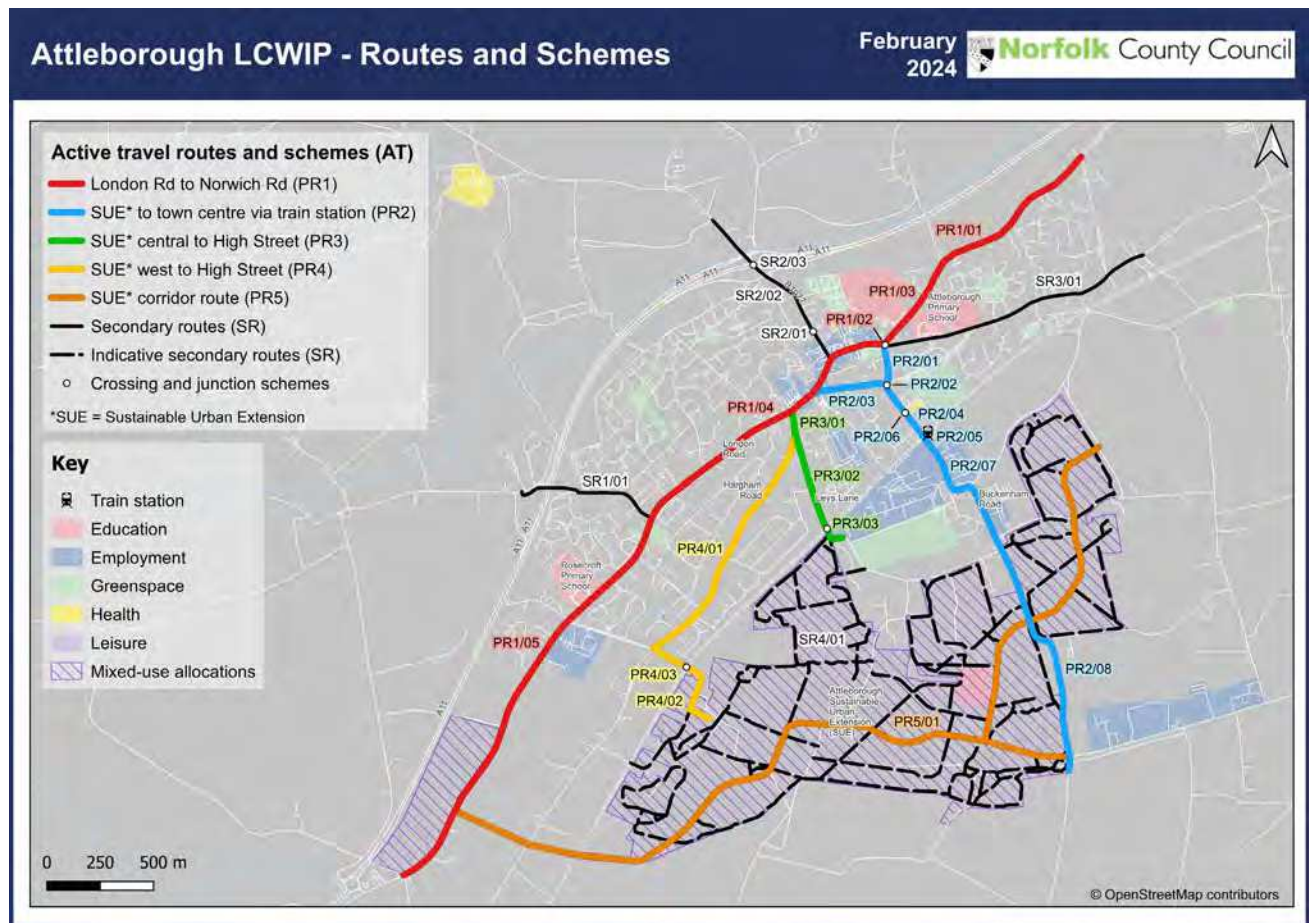 Attleborough LCWIP - Routes and Schemes
February
2024
Norfolk County Council
Active travel routes and schemes (AT)
London Rd to Norwich Rd (PR1)
SUE* to town centre via train station (PR2)
SUE* central to High Street (PR3)
SUE* west to High Street (PR4)
SUE* corridor route (PR5)
Secondary routes (SR)
Indicative secondary routes (SR)
Crossing and junction schemes
*SUE = Sustainable Urban Extension
Key
Train station
Education
Employment
Greenspace
Health
Leisure
Mixed-use allocations
A11
A11
A11
A11
PR1/01
SR2/03
SR2/02
SR3/01
PR1/03
Attleborough
Primary
School
PR1/02
SR2/01
PR2/01
PR2/02
PR2/03
PR2/04
PR1/04
PR3/01
PR2/06
PR2/05
London
Road
PR2/07
PR3/02
Hargham
Road
Leys Lane
Buckenham
Road
SR1/01
A11
A11
PR3/03
PR4/01
Rosecroft
Primary
School
PR1/05
SR4/01
PR4/03
PR4/02
PR2/08
Attleborough
Sustainable
Urban
Extension
(SUE)
PR5/01
A11
0 250 500 m
© OpenStreetMap contributors